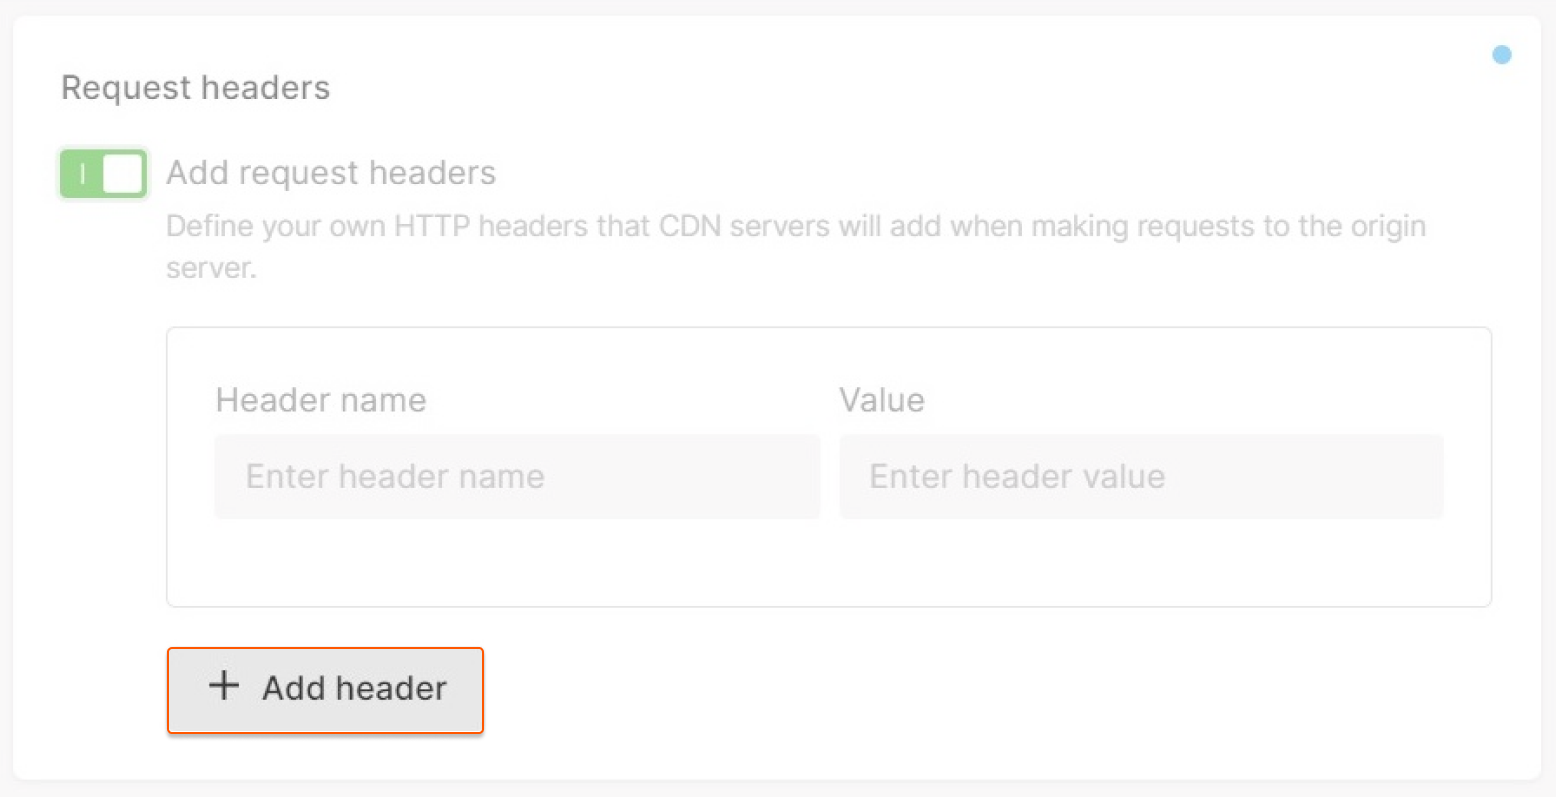 Request headers
Add request headers
Define your own HTTP headers that CDN servers will add when making requests to the origin
server.
Header name Value
Enter header name Enter header value
+ Add header